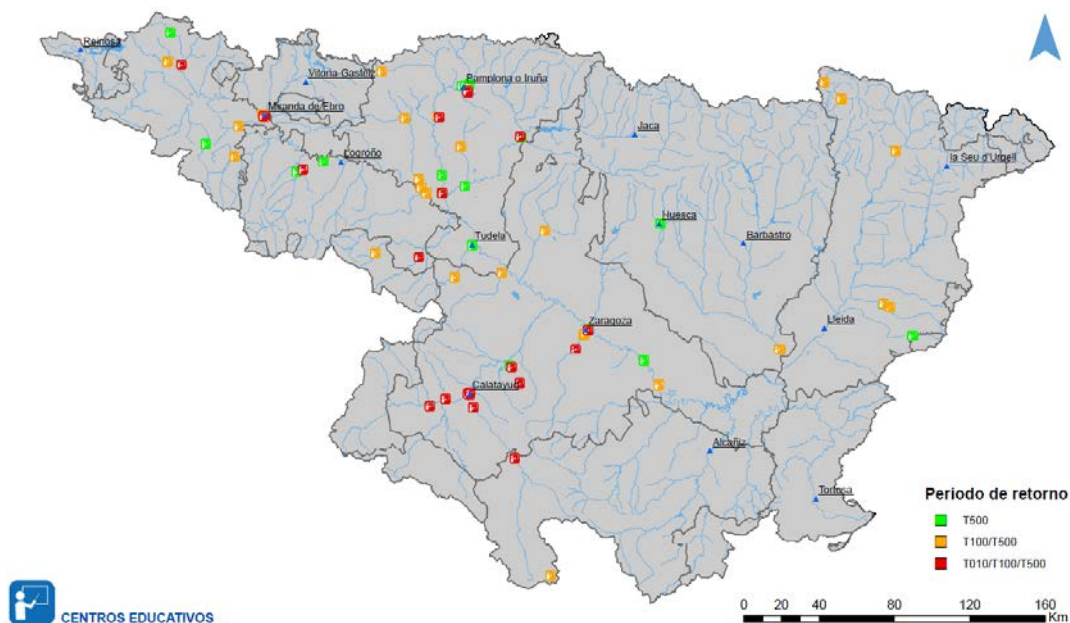 Reinosa
Vitoria-Gasteiz
Pamplona o Iruña
Miranda de Ebro
Jaca
Logroño
la Seu d'Urgell
Huesca
Tudela
Barbastro
Zaragoza
Lleida
Calatayud
Alcañiz
Tortosa
Periodo de retorno
T500
T100/T500
T010/T100/T500
CENTROS EDUCATIVOS
0 20 40 80 120 160
Km